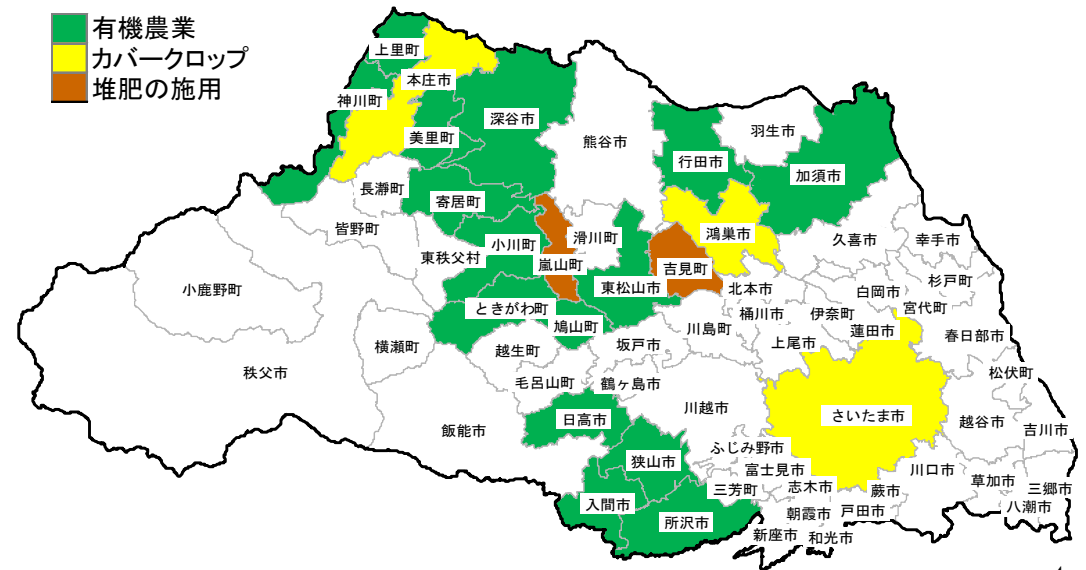 有機農業
カバークロップ
堆肥の施用
上里町
本庄市
神川町
美里町
深谷市
熊谷市
羽生市
行田市
加須市
長瀞町
寄居町
皆野町
小川町
滑川町
鴻巣市
久喜市
幸手市
東秩父村
嵐山町
吉見町
小鹿野町
東松山市
北本市
白岡市
杉戸町
ときがわ町
桶川市
伊奈町
宮代町
鳩山町
川島町
蓮田市
春日部市
横瀬町
越生町
坂戸市
上尾市
秩父市
毛呂山町
鶴ヶ島市
松伏町
日高市
川越市
さいたま市
越谷市
吉川市
飯能市
ふじみ野市
狭山市
富士見市
川口市
三芳町
志木市
蕨市
草加市
三郷市
入間市
所沢市
朝霞市
戸田市
八潮市
新座市
和光市